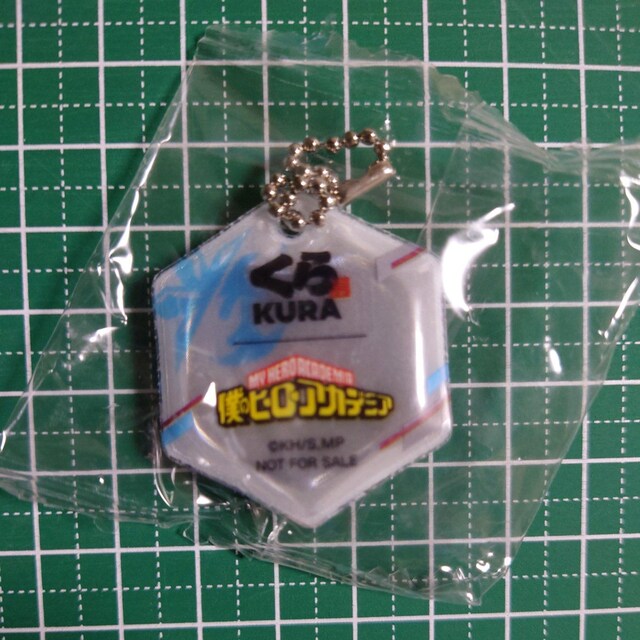 くら
KURA
MY HERO ACADEMIA
僕のヒーローアカデミア
©KH/S,MP
NOT FOR SALE